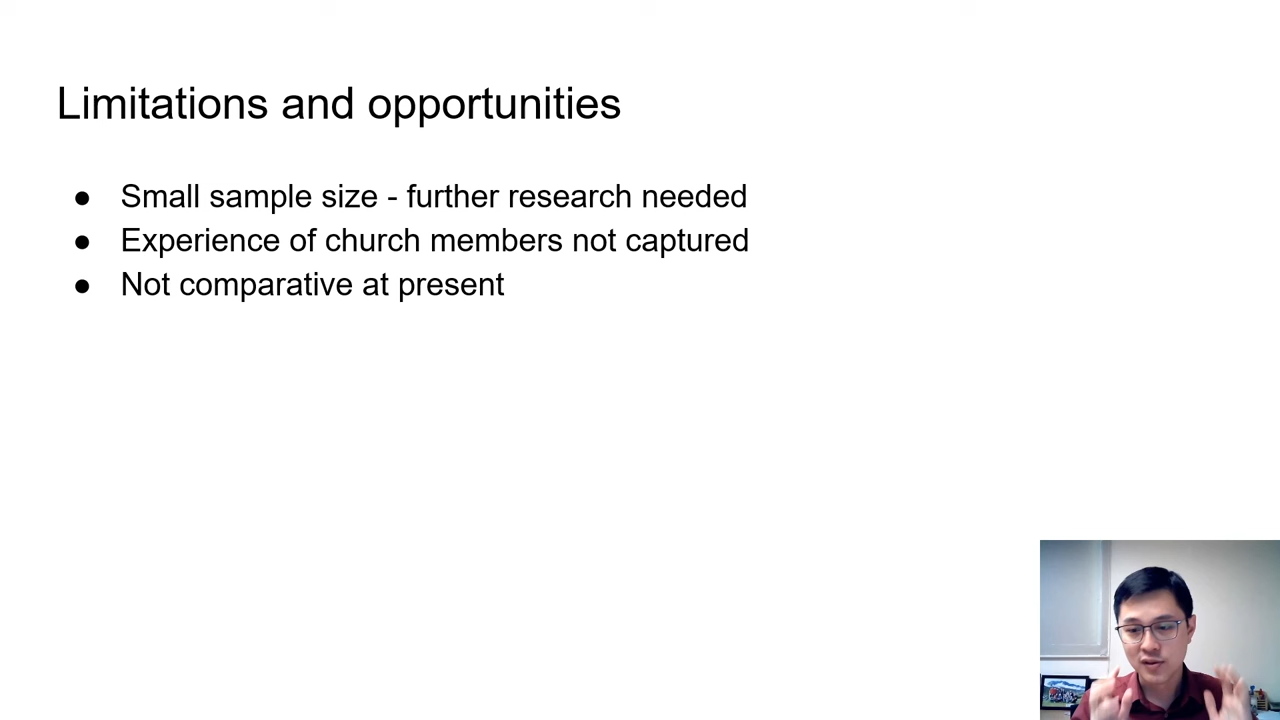 Limitations and opportunities
● Small sample size - further research needed
● Experience of church members not captured
● Not comparative at present